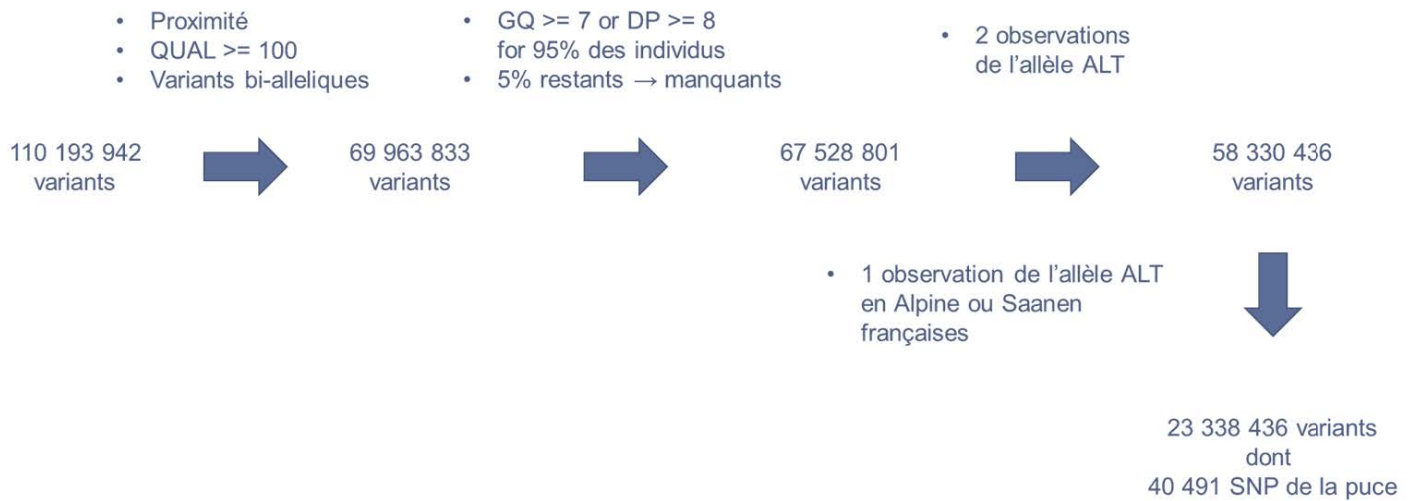 • Proximité
• QUAL >= 100
• Variants bi-alleliques
• GQ >= 7 or DP >= 8
for 95% des individus
• 5% restants → manquants
• 2 observations
de l'allèle ALT
110 193 942
variants
69 963 833
variants
67 528 801
variants
58 330 436
variants
• 1 observation de l'allèle ALT
en Alpine ou Saanen
françaises
23 338 436 variants
dont
40 491 SNP de la puce